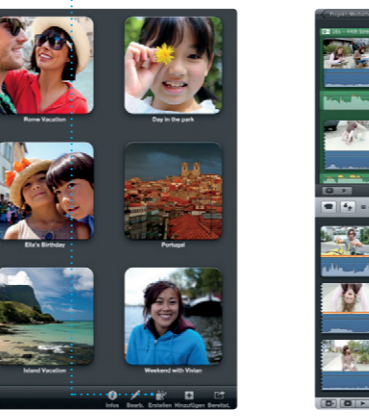 Rome Vacation
Day in the park
Ella's Birthday
Portugal
Island Vacation
Weekend with Vivian
Infos Bearb. Erstellen Hinzufügen Bereitst.